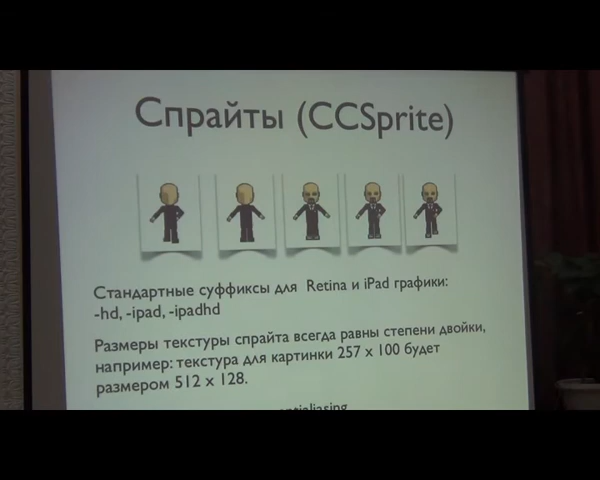 Спрайты (CCSprite)
Стандартные суффиксы для Retina и iPad графики:
-hd, -ipad, -ipadhd
Размеры текстуры спрайта всегда равны степени двойки,
например: текстура для картинки 257 x 100 будет
размером 512 x 128.